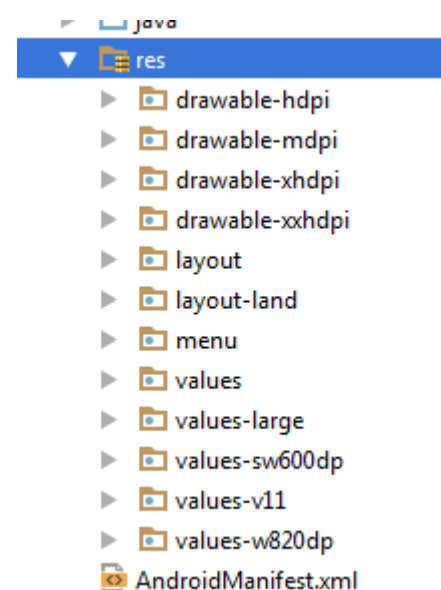 java
res
drawable-hdpi
drawable-mdpi
drawable-xhdpi
drawable-xxhdpi
layout
layout-land
menu
values
values-large
values-sw600dp
values-v11
values-w820dp
AndroidManifest.xml